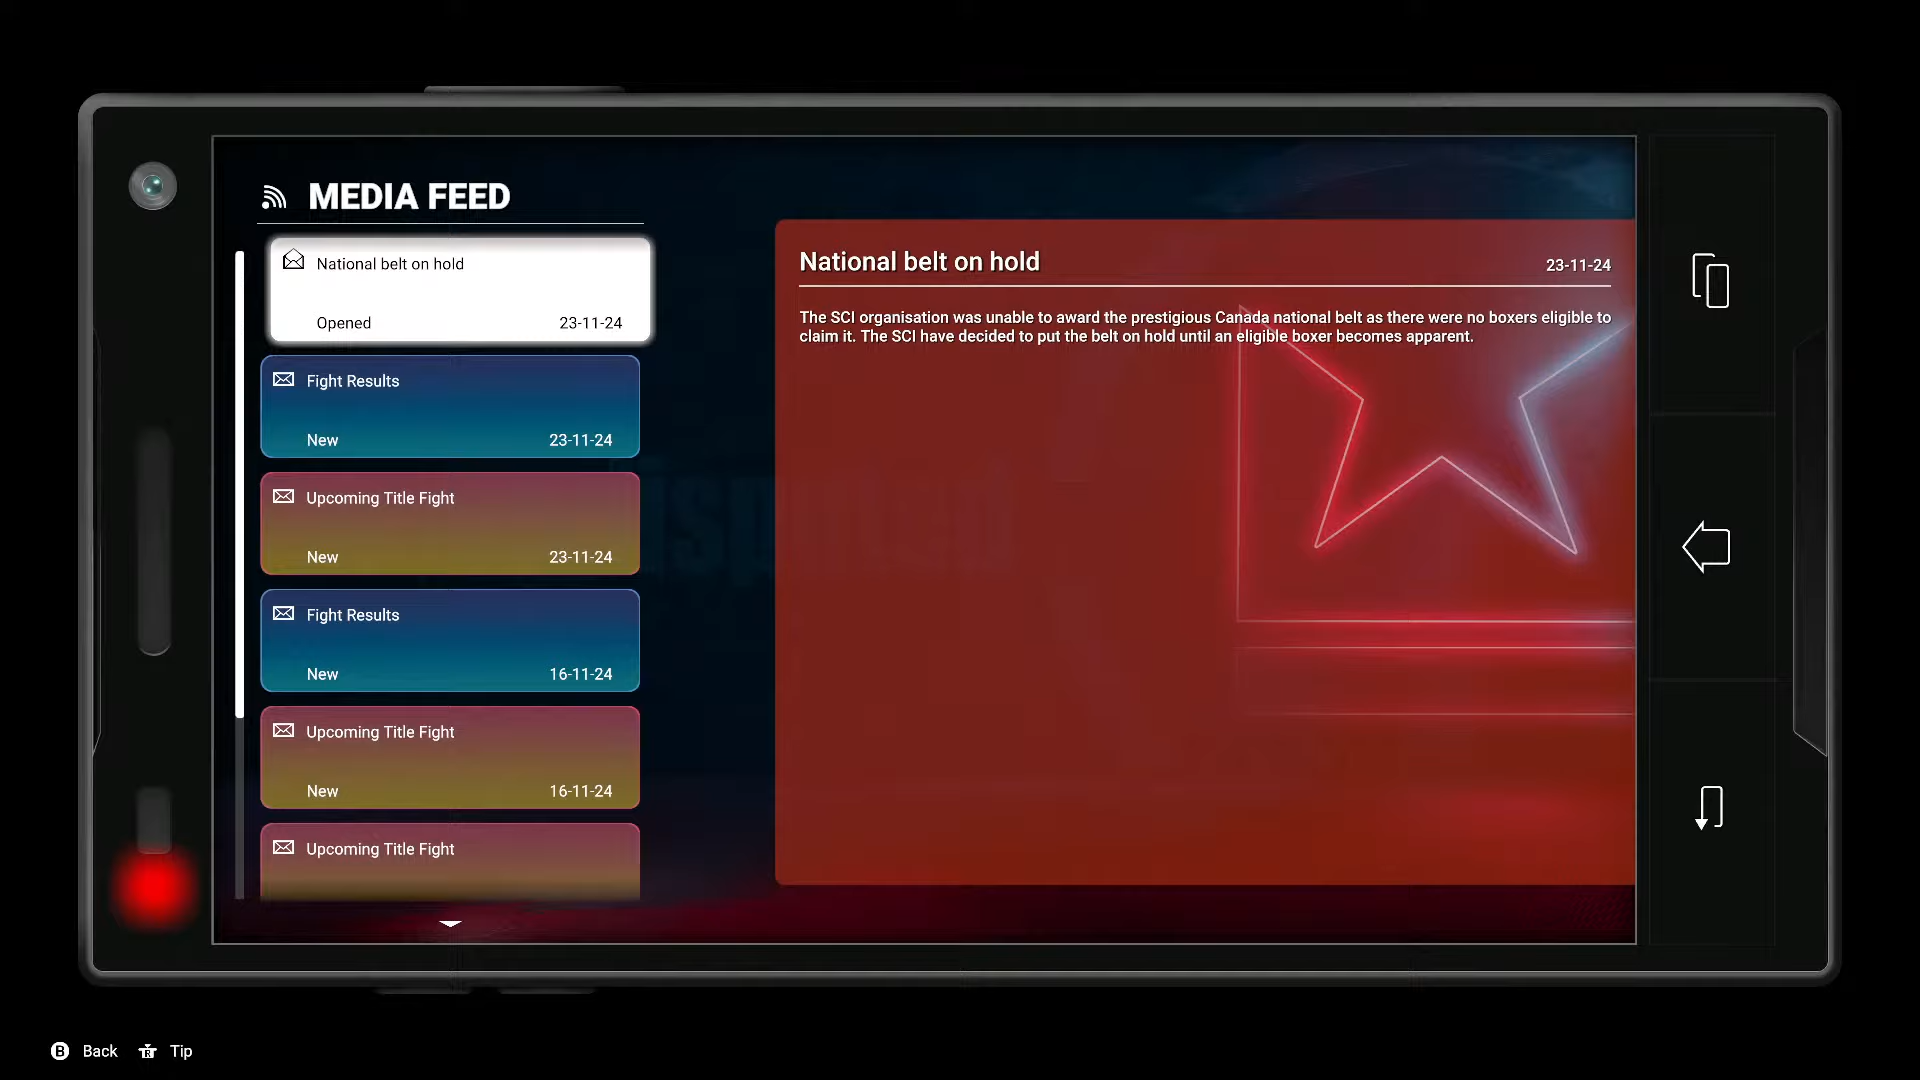 MEDIA FEED
National belt on hold
Opened 23-11-24
Fight Results
New 23-11-24
Upcoming Title Fight
New 23-11-24
Fight Results
New 16-11-24
Upcoming Title Fight
New 16-11-24
Upcoming Title Fight
National belt on hold 23-11-24
The SCI organisation was unable to award the prestigious Canada national belt as there were no boxers eligible to
claim it. The SCI have decided to put the belt on hold until an eligible boxer becomes apparent.
B Back R Tip